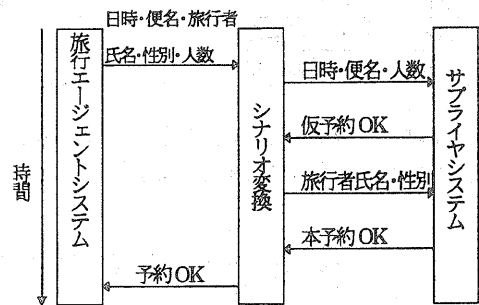 日時・便名・旅行者
氏名・性別・人数
旅行エージェントシステム
シナリオ変換
サプライヤシステム
日時・便名・人数
仮予約OK
旅行者氏名・性別
本予約OK
予約OK
時間